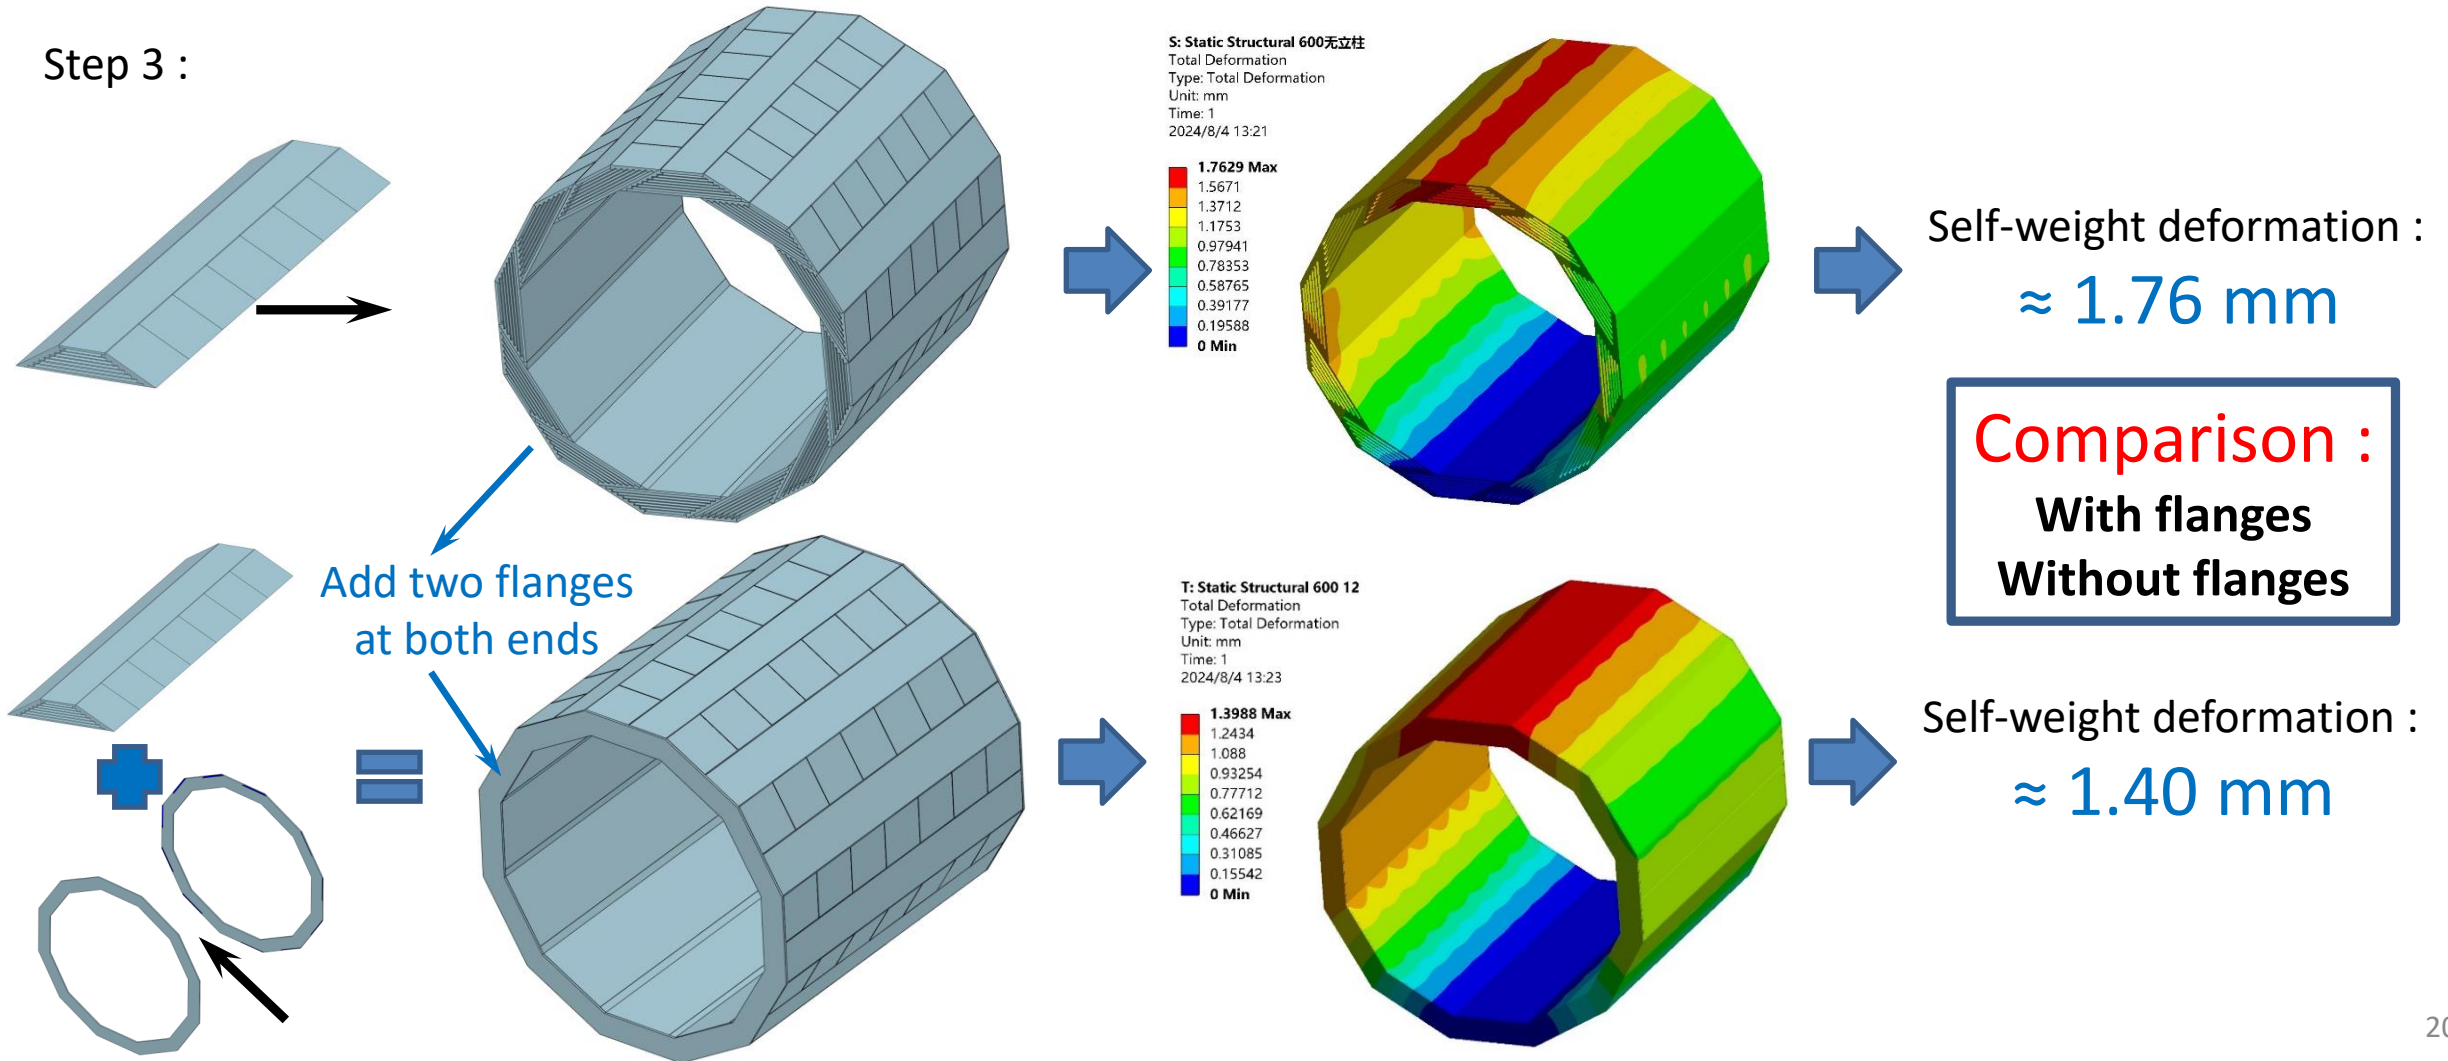 Step 3 :
S: Static Structural 600无立柱
Total Deformation
Type: Total Deformation
Unit: mm
Time: 1
2024/8/4 13:21
1.7629 Max
1.5671
1.3712
1.1753
0.97941
0.78353
0.58765
0.39177
0.19588
0 Min
Self-weight deformation :
≈ 1.76 mm
Comparison :
With flanges
Without flanges
Add two flanges
at both ends
T: Static Structural 600 12
Total Deformation
Type: Total Deformation
Unit: mm
Time: 1
2024/8/4 13:23
1.3988 Max
1.2434
1.088
0.93254
0.77712
0.62169
0.46627
0.31085
0.15542
0 Min
Self-weight deformation :
≈ 1.40 mm
20